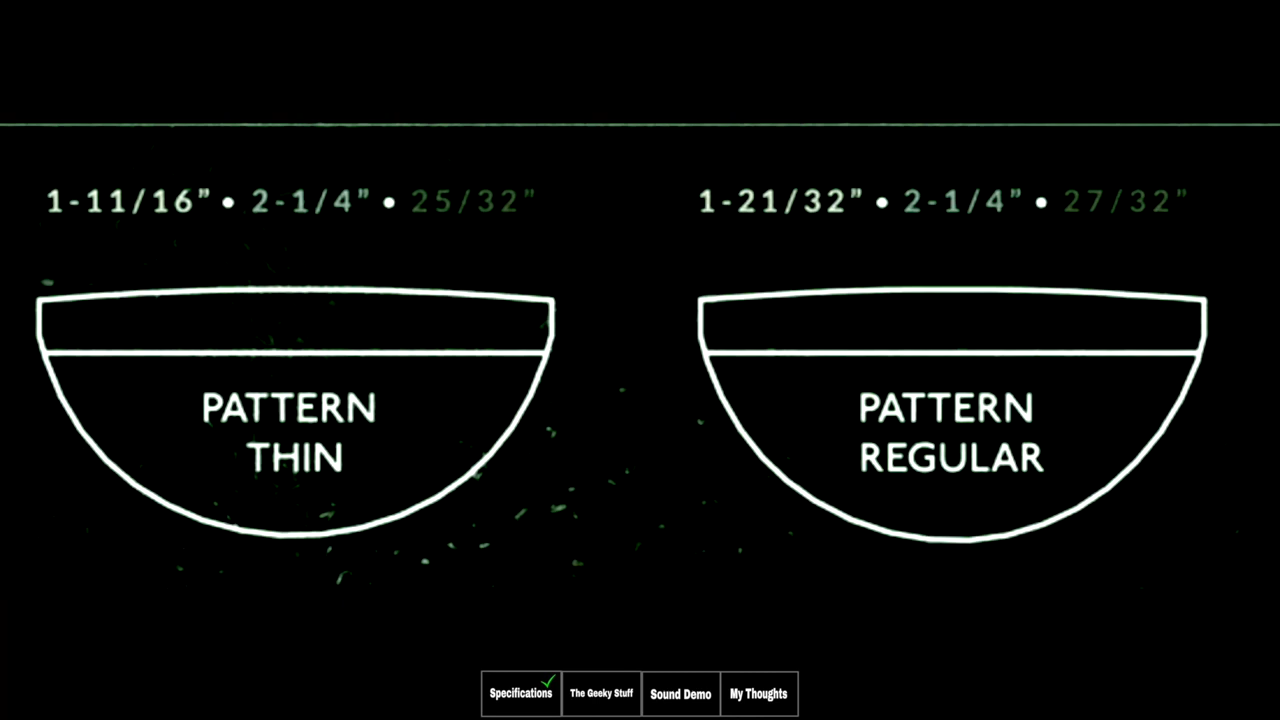 1-11/16” • 2-1/4” • 25/32”
1-21/32” • 2-1/4” • 27/32”
PATTERN
THIN
PATTERN
REGULAR
Specifications
The Geeky Stuff
Sound Demo
My Thoughts